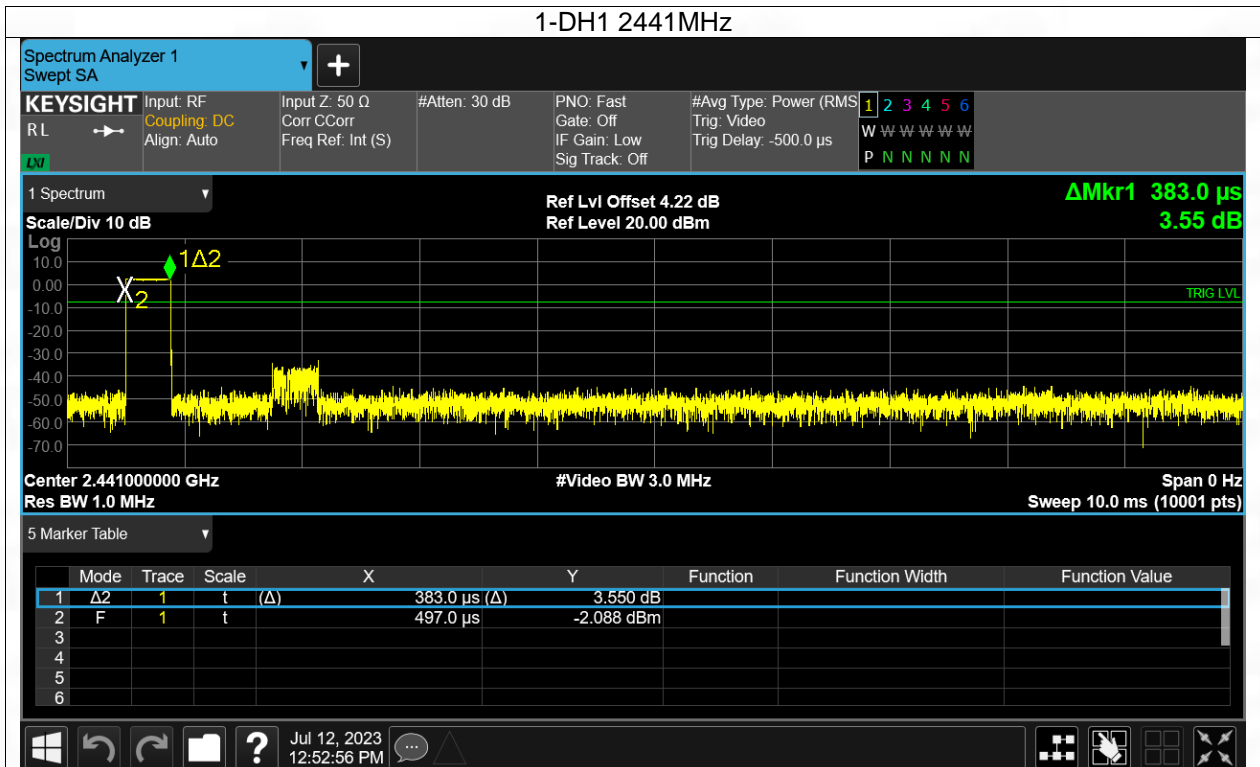 1-DH1 2441MHz
Spectrum Analyzer 1
Swept SA
KEYSIGHT
R L
LXI
Input: RF
Coupling: DC
Align: Auto
Input Z: 50 Ω
Corr CCorr
Freq Ref: Int (S)
#Atten: 30 dB
PNO: Fast
Gate: Off
IF Gain: Low
Sig Track: Off
#Avg Type: Power (RMS
Trig: Video
Trig Delay: -500.0 µs
1 2 3 4 5 6
W W W W W W
P N N N N N
1 Spectrum
Scale/Div 10 dB
Log
Ref Lvl Offset 4.22 dB
Ref Level 20.00 dBm
ΔMkr1 383.0 µs
3.55 dB
10.0
0.00
-10.0
-20.0
-30.0
-40.0
-50.0
-60.0
-70.0
1Δ2
X2
TRIG LVL
Center 2.441000000 GHz
#Video BW 3.0 MHz
Span 0 Hz
Res BW 1.0 MHz
Sweep 10.0 ms (10001 pts)
5 Marker Table
Mode Trace Scale X Y Function Function Width Function Value
1 Δ2 1 t (Δ) 383.0 µs (Δ) 3.550 dB
2 F 1 t 497.0 µs -2.088 dBm
3
4
5
6
?
Jul 12, 2023
12:52:56 PM